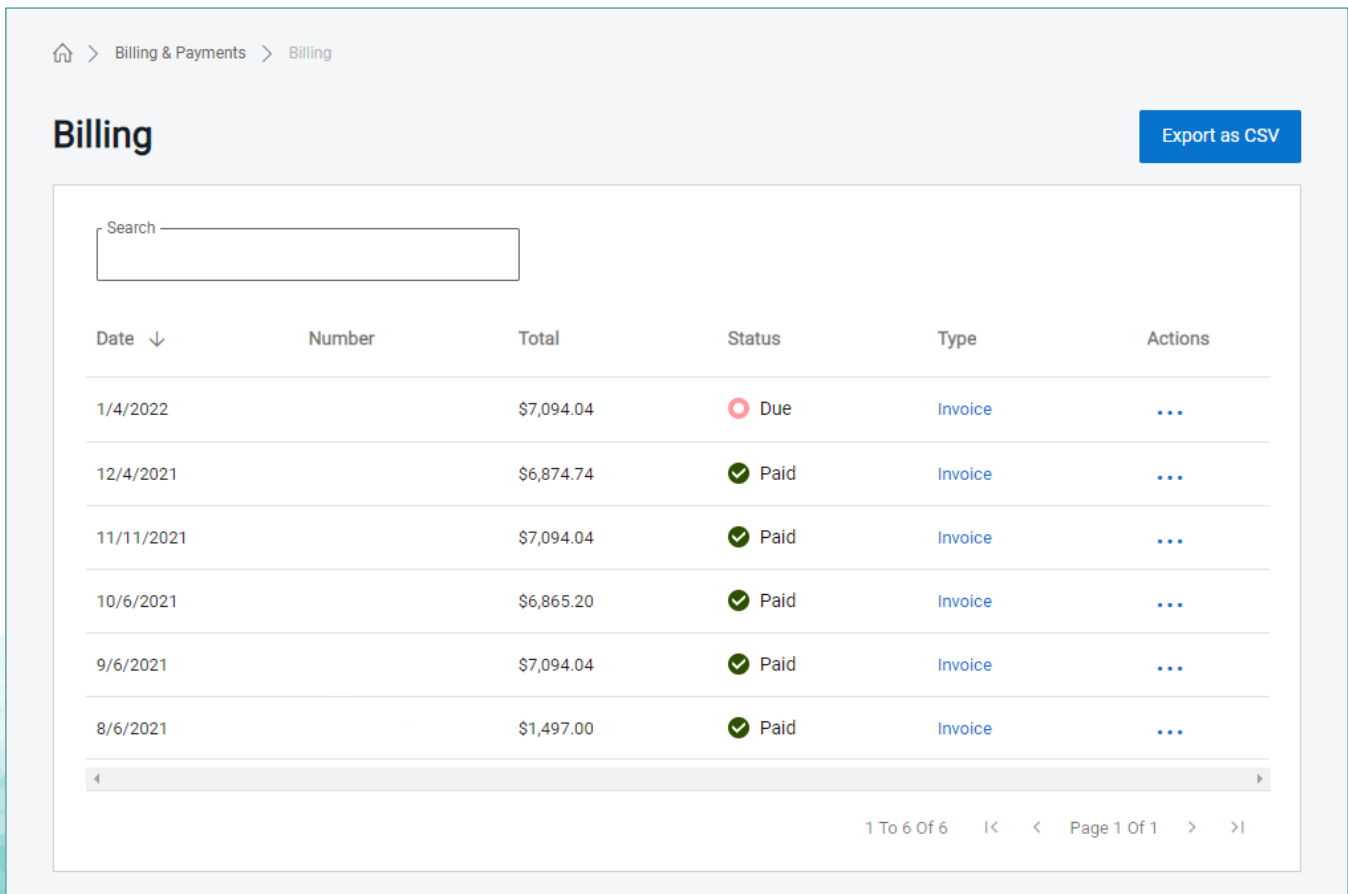 Billing & Payments Billing
Billing
Export as CSV
Search
Date Number Total Status Type Actions
1/4/2022 $7,094.04 Due Invoice ...
12/4/2021 $6,874.74 Paid Invoice ...
11/11/2021 $7,094.04 Paid Invoice ...
10/6/2021 $6,865.20 Paid Invoice ...
9/6/2021 $7,094.04 Paid Invoice ...
8/6/2021 $1,497.00 Paid Invoice ...
1 To 6 Of 6 Page 1 Of 1